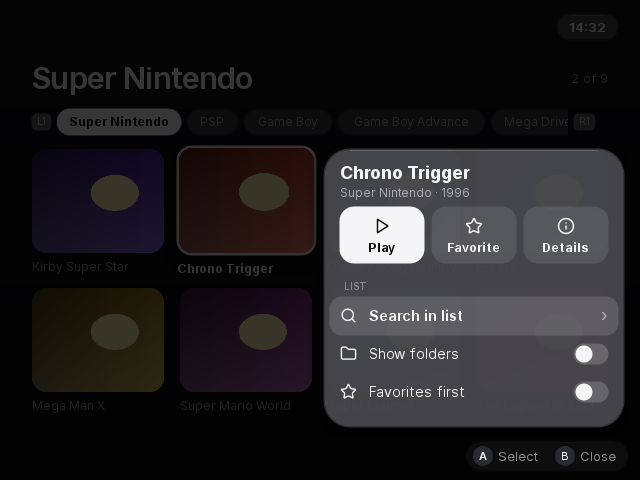 14:32
Super Nintendo
2 of 9
L1
Super Nintendo
PSP
Game Boy
Game Boy Advance
Mega Drive
R1
Chrono Trigger
Super Nintendo · 1996
Play
Favorite
Details
LIST
Search in list
Show folders
Favorites first
Kirby Super Star
Chrono Trigger
Mega Man X
Super Mario World
A Select
B Close